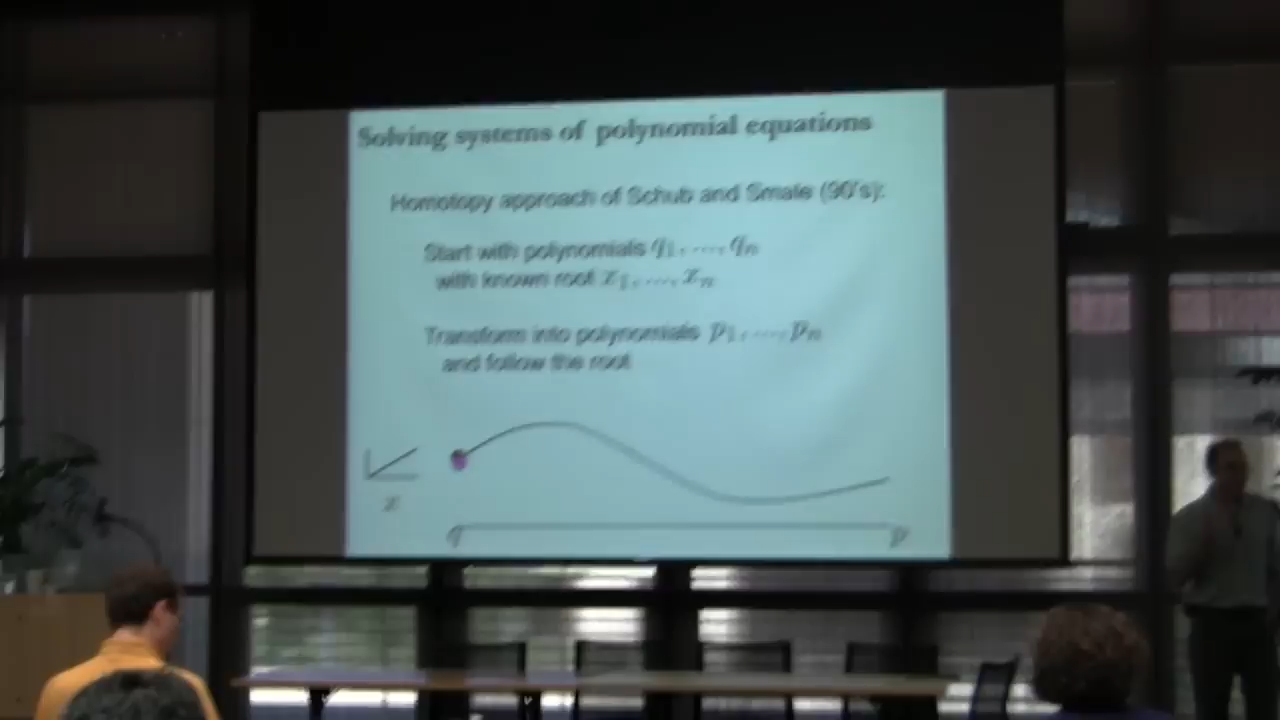 Solving systems of polynomial equations
Homotopy approach of Schub and Smale (90's):
Start with polynomials q₁, ...., qₙ
with known root x₁, ...., xₙ
Transform into polynomials p₁, ...., pₙ
and follow the root
x
q p